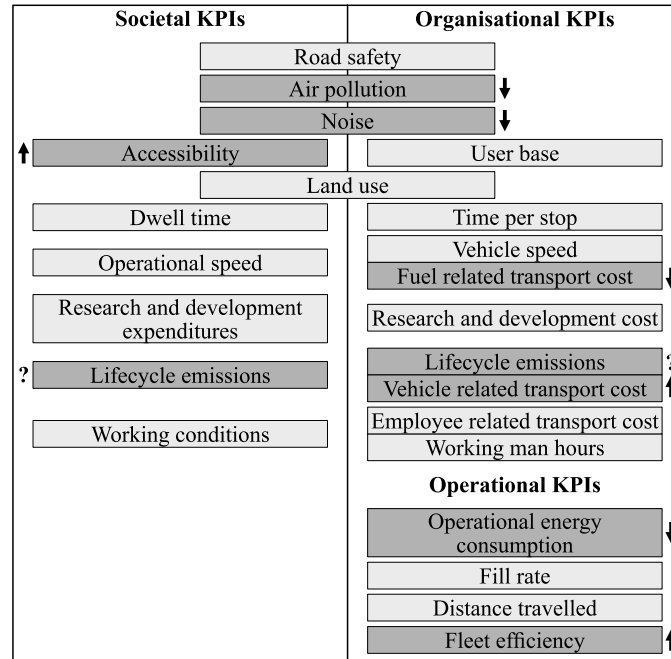 Societal KPIs
Organisational KPIs
Road safety
Air pollution
Noise
Accessibility
User base
Land use
Dwell time
Time per stop
Operational speed
Vehicle speed
Fuel related transport cost
Research and development
expenditures
Research and development cost
? Lifecycle emissions
Lifecycle emissions ?
Vehicle related transport cost
Working conditions
Employee related transport cost
Working man hours
Operational KPIs
Operational energy
consumption
Fill rate
Distance travelled
Fleet efficiency